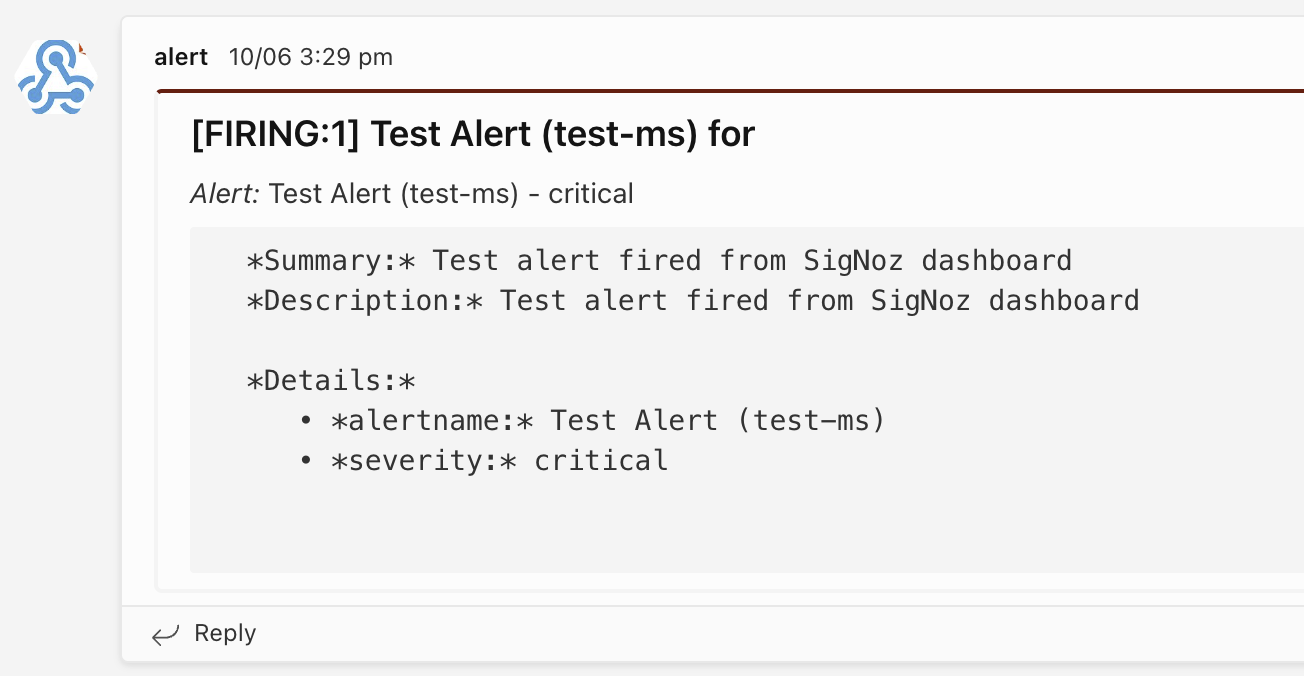 alert 10/06 3:29 pm
[FIRING:1] Test Alert (test-ms) for
Alert: Test Alert (test-ms) - critical
*Summary:* Test alert fired from SigNoz dashboard
*Description:* Test alert fired from SigNoz dashboard
*Details:*
• *alertname:* Test Alert (test-ms)
• *severity:* critical
Reply